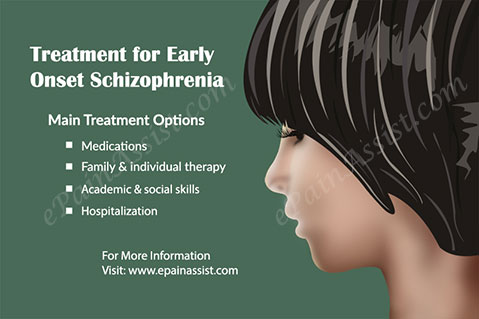 Treatment for Early
Onset Schizophrenia
Main Treatment Options
Medications
Family & individual therapy
Academic & social skills
Hospitalization
For More Information
Visit: www.epainassist.com
ePainAssist.com
ePainAssist.com